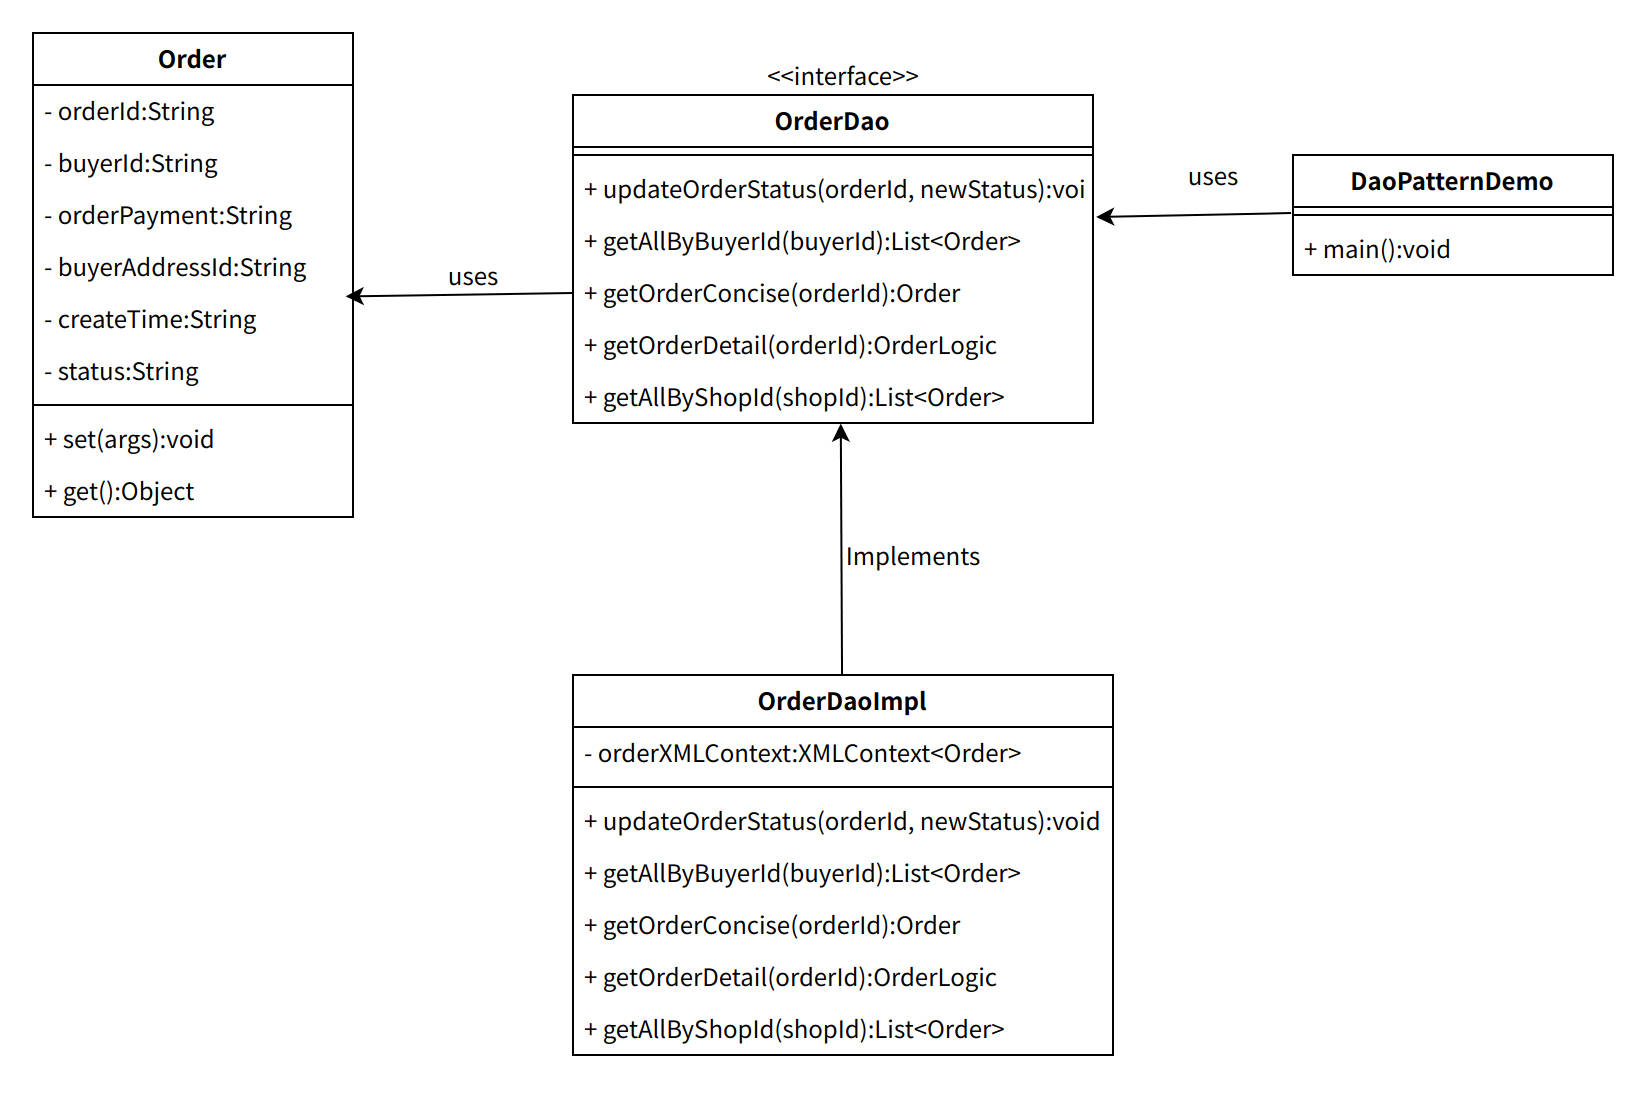 Order
- orderId:String
- buyerId:String
- orderPayment:String
- buyerAddressId:String
- createTime:String
- status:String
+ set(args):void
+ get():Object
uses
<<interface>>
OrderDao
+ updateOrderStatus(orderId, newStatus):voi
+ getAllByBuyerId(buyerId):List<Order>
+ getOrderConcise(orderId):Order
+ getOrderDetail(orderId):OrderLogic
+ getAllByShopId(shopId):List<Order>
uses
DaoPatternDemo
+ main():void
Implements
OrderDaoImpl
- orderXMLContext:XMLContext<Order>
+ updateOrderStatus(orderId, newStatus):void
+ getAllByBuyerId(buyerId):List<Order>
+ getOrderConcise(orderId):Order
+ getOrderDetail(orderId):OrderLogic
+ getAllByShopId(shopId):List<Order>